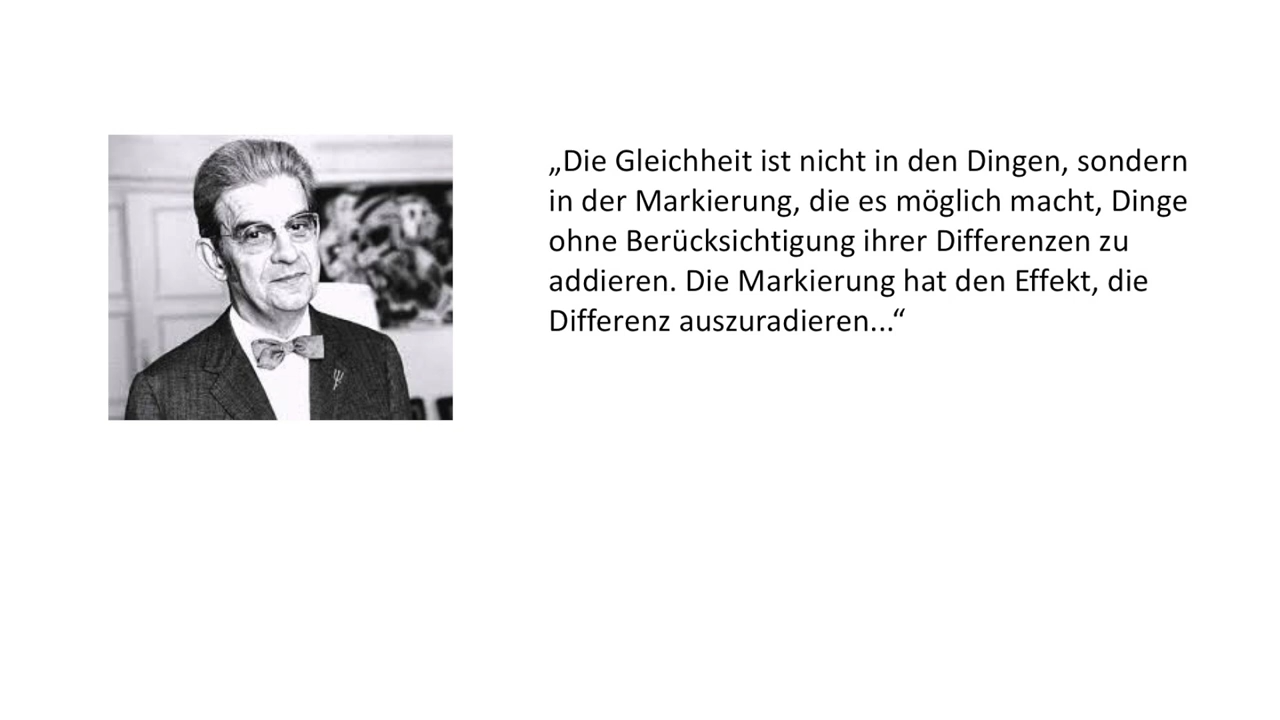 „Die Gleichheit ist nicht in den Dingen, sondern
in der Markierung, die es möglich macht, Dinge
ohne Berücksichtigung ihrer Differenzen zu
addieren. Die Markierung hat den Effekt, die
Differenz auszuradieren...“